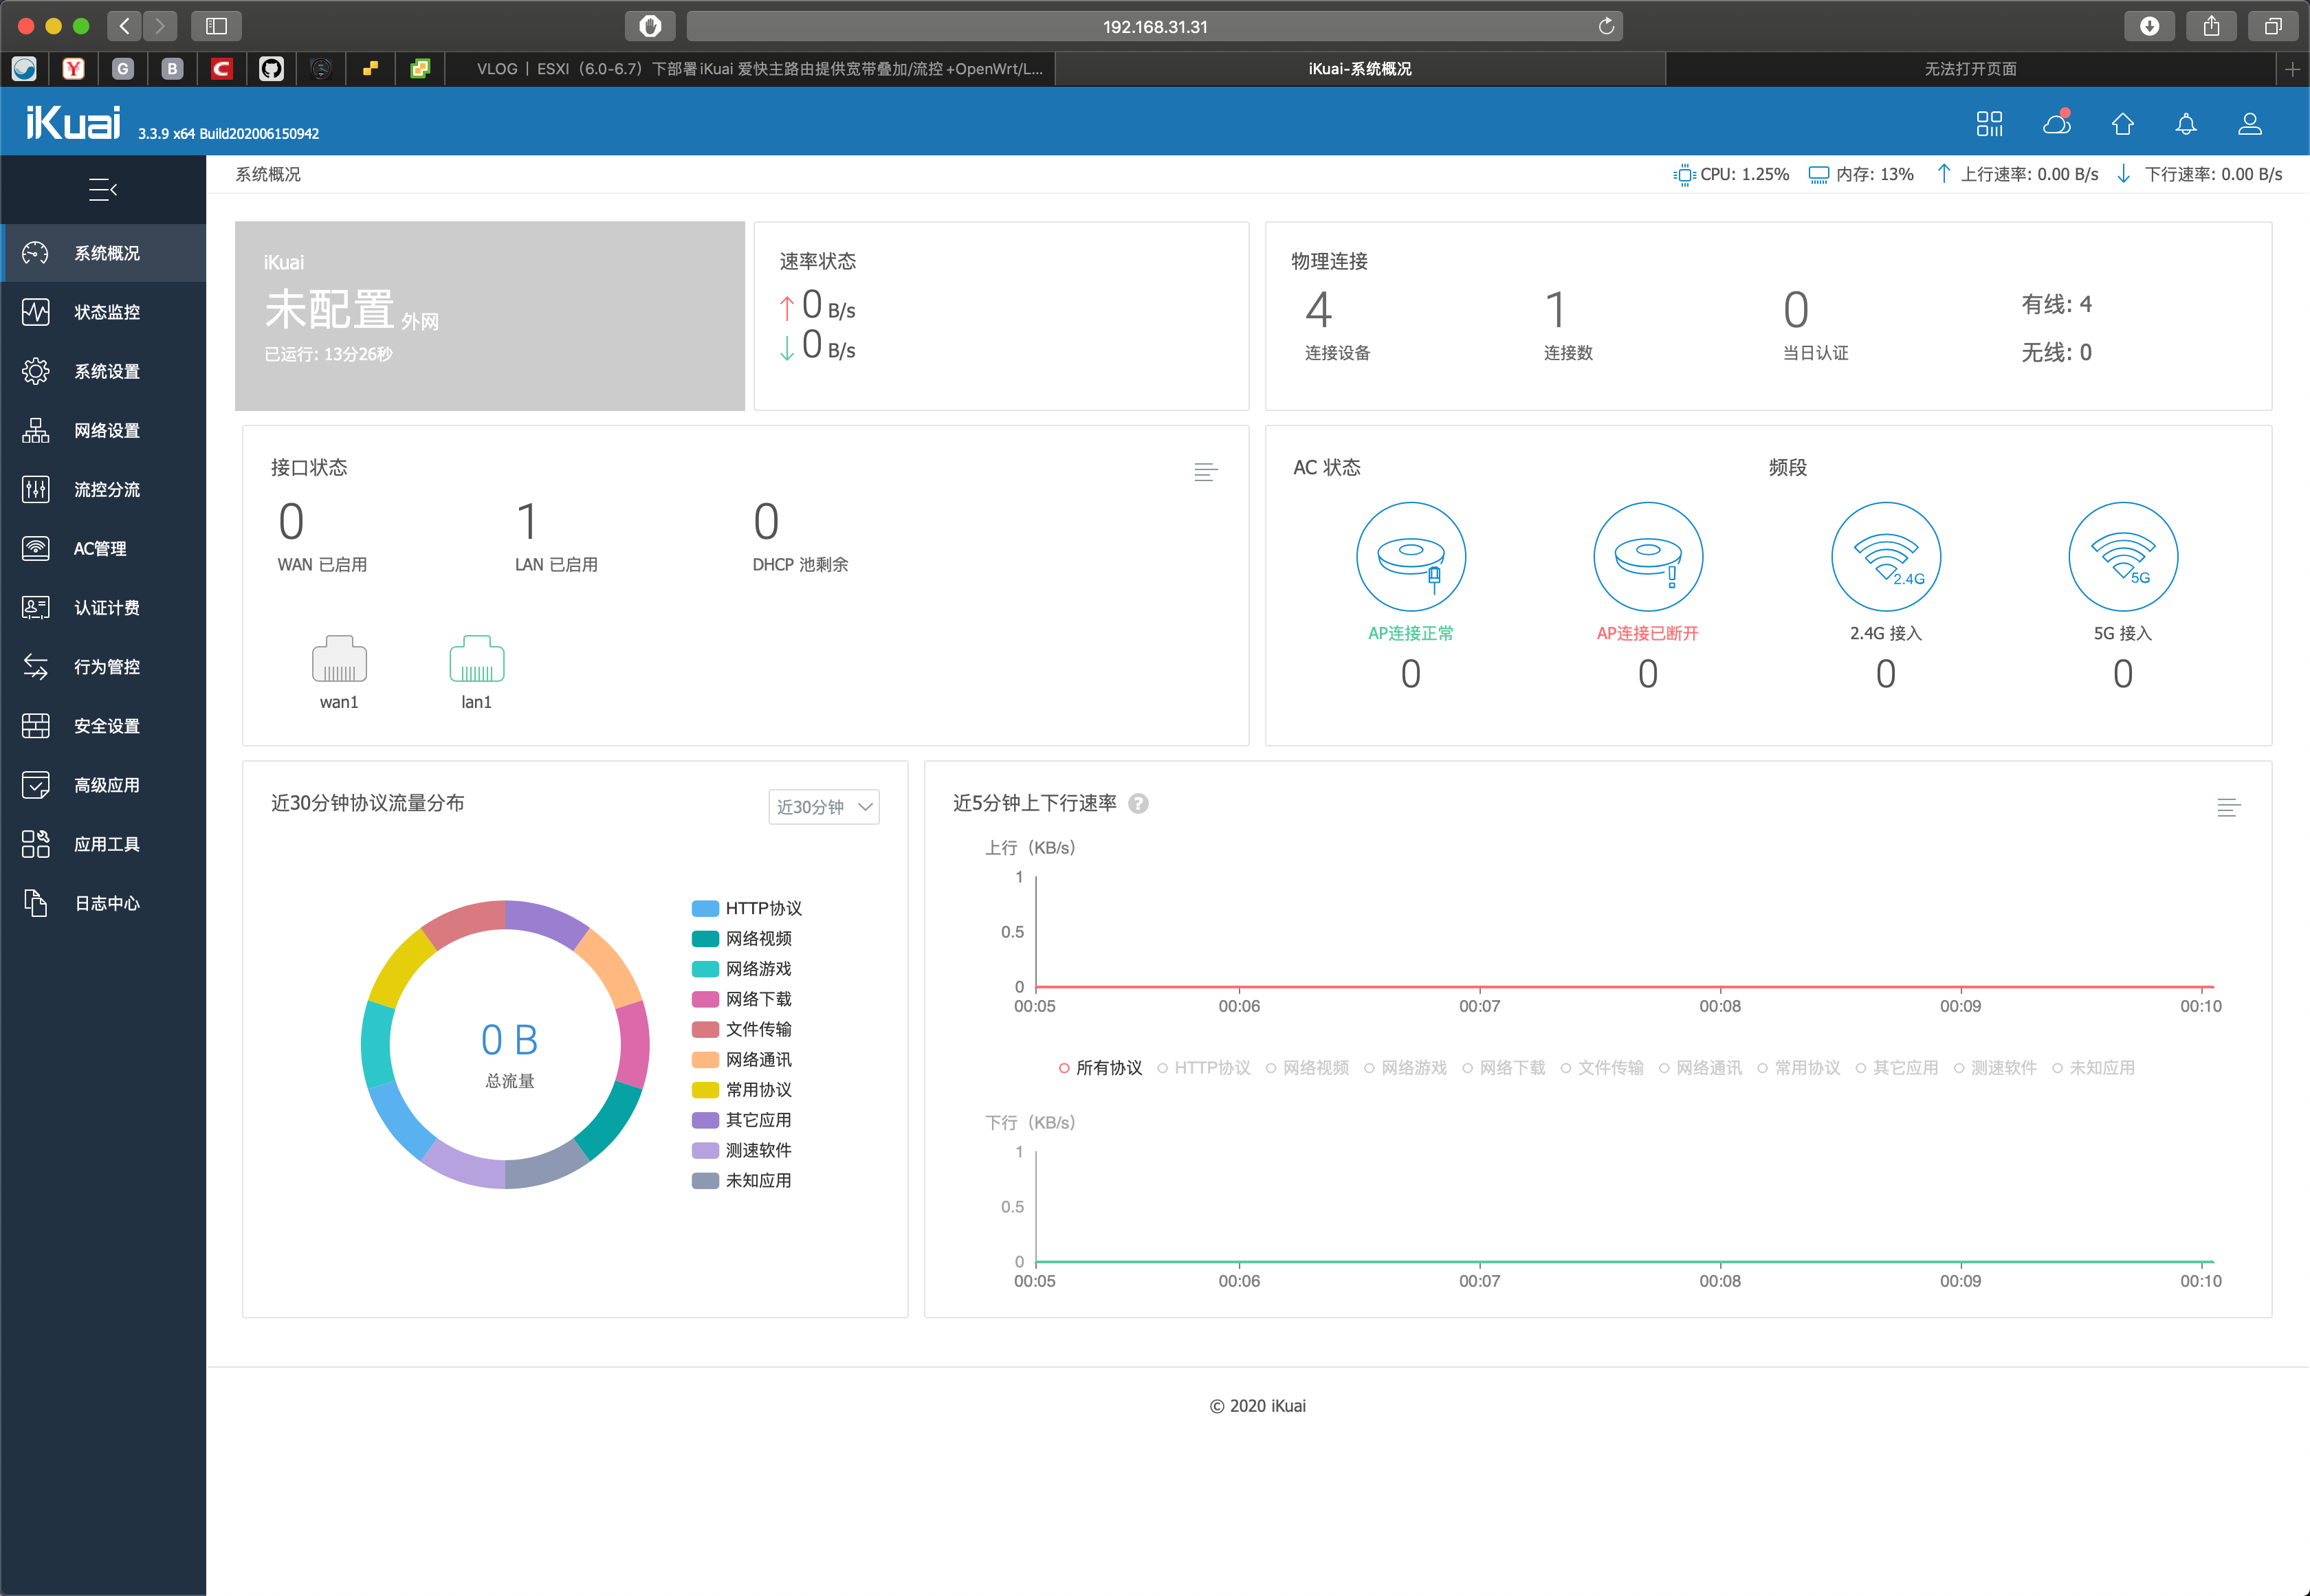 192.168.31.31
Y
G
B
C
VLOG | ESXI（6.0-6.7）下部署iKuai 爱快主路由提供宽带叠加/流控+OpenWrt/L...
iKuai-系统概况
无法打开页面
iKuai 3.3.9 x64 Build202006150942
系统概况
CPU: 1.25% 内存: 13% 上行速率: 0.00 B/s 下行速率: 0.00 B/s
系统概况
状态监控
系统设置
网络设置
流控分流
AC管理
认证计费
行为管控
安全设置
高级应用
应用工具
日志中心
iKuai
未配置 外网
已运行: 13分26秒
速率状态
0 B/s
0 B/s
物理连接
4 1 0 有线: 4
连接设备 连接数 当日认证 无线: 0
接口状态
0 1 0
WAN 已启用 LAN 已启用 DHCP 池剩余
wan1 lan1
AC 状态 频段
2.4G 5G
AP连接正常 AP连接已断开 2.4G 接入 5G 接入
0 0 0 0
近30分钟协议流量分布 近30分钟
0 B
总流量
HTTP协议
网络视频
网络游戏
网络下载
文件传输
网络通讯
常用协议
其它应用
测速软件
未知应用
近5分钟上下行速率 ?
上行（KB/s）
1
0.5
0
00:05 00:06 00:07 00:08 00:09 00:10
所有协议 HTTP协议 网络视频 网络游戏 网络下载 文件传输 网络通讯 常用协议 其它应用 测速软件 未知应用
下行（KB/s）
1
0.5
0
00:05 00:06 00:07 00:08 00:09 00:10
© 2020 iKuai